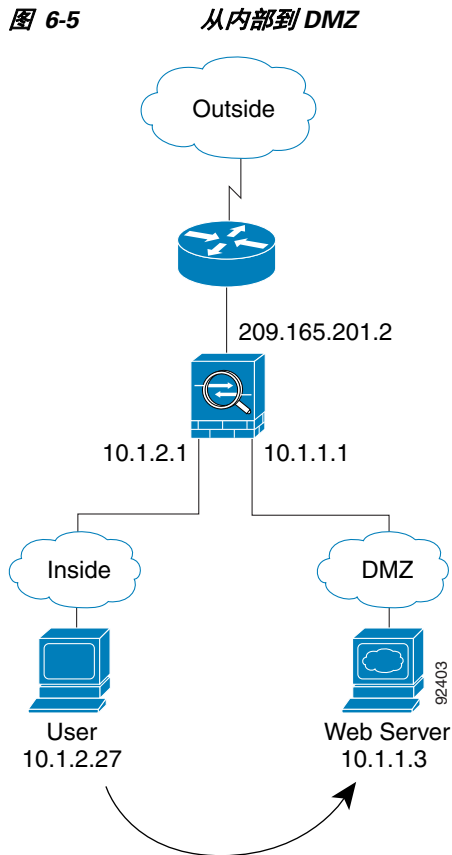 图 6-5 从内部到 DMZ
Outside
209.165.201.2
10.1.2.1
10.1.1.1
Inside
DMZ
92403
User
10.1.2.27
Web Server
10.1.1.3